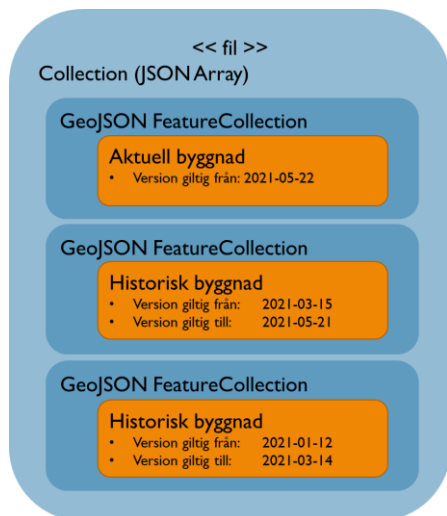 << fil >>
Collection (JSON Array)
GeoJSON FeatureCollection
Aktuell byggnad
• Version giltig från: 2021-05-22
GeoJSON FeatureCollection
Historisk byggnad
• Version giltig från: 2021-03-15
• Version giltig till: 2021-05-21
GeoJSON FeatureCollection
Historisk byggnad
• Version giltig från: 2021-01-12
• Version giltig till: 2021-03-14